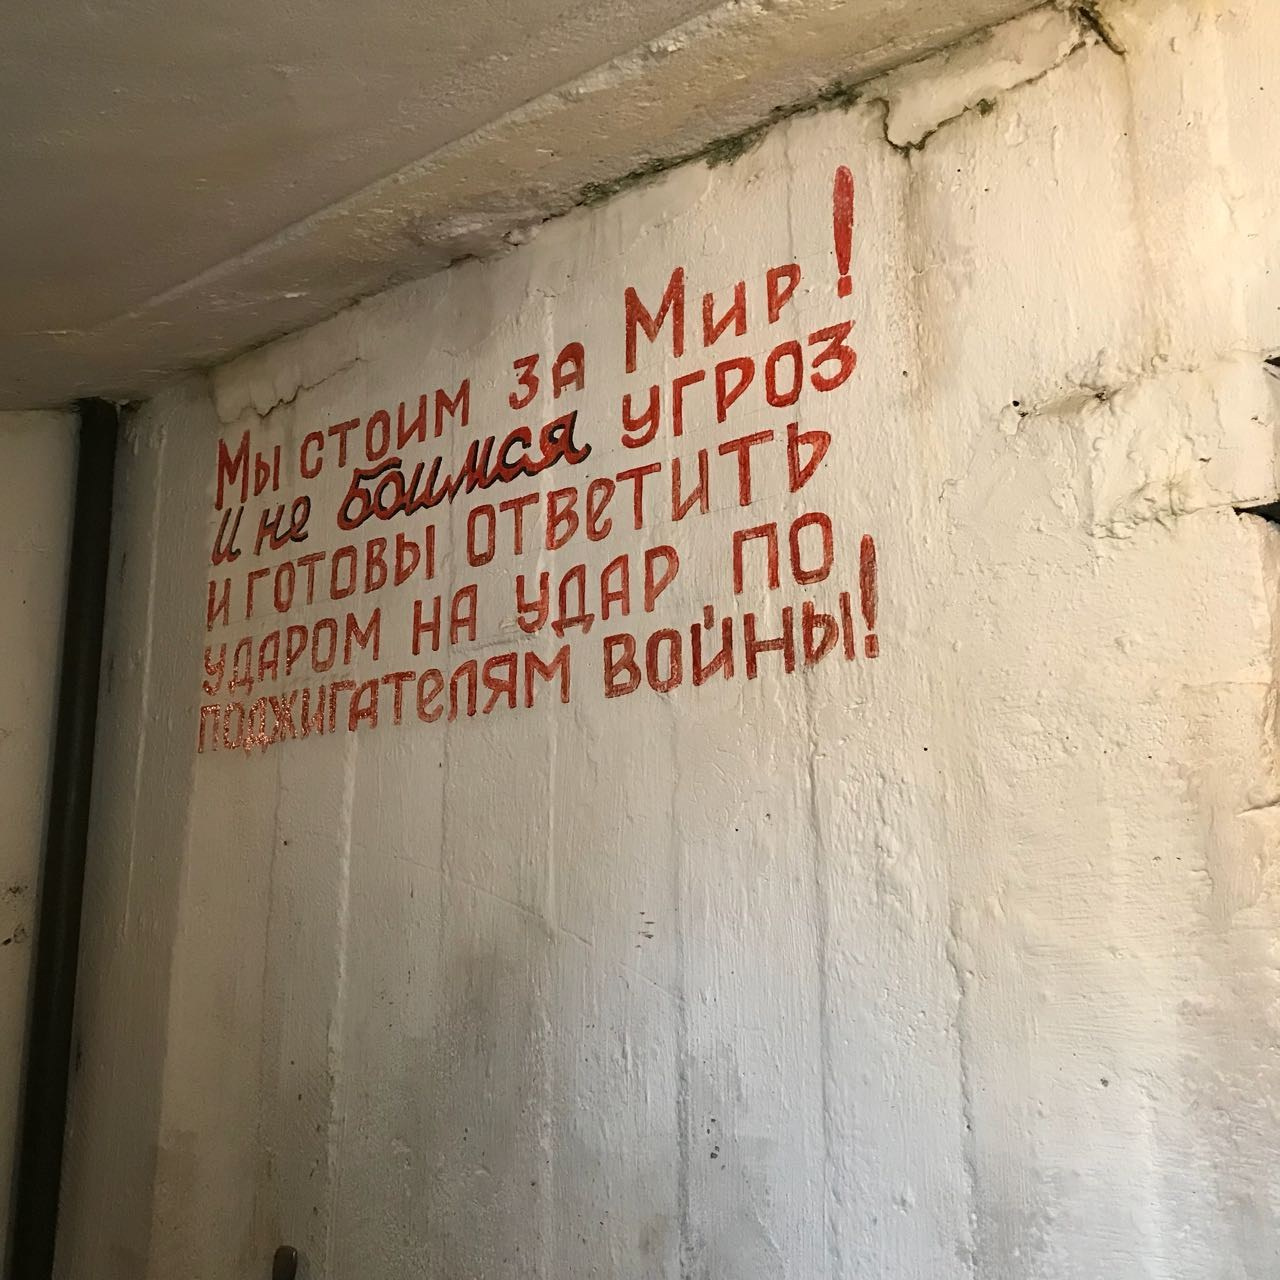 Мы стоим за Мир!
и не боимся угроз
и готовы ответить
ударом на удар по
поджигателям войны!